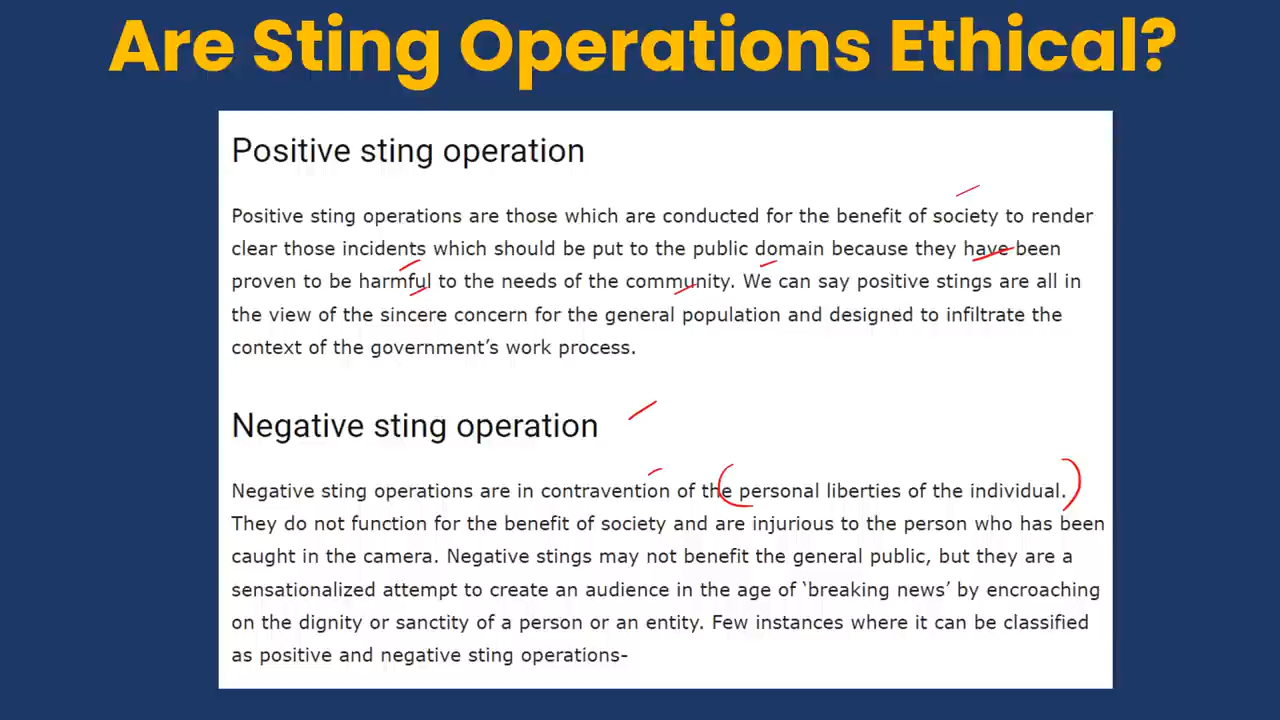 Are Sting Operations Ethical?
Positive sting operation
Positive sting operations are those which are conducted for the benefit of society to render
clear those incidents which should be put to the public domain because they have been
proven to be harmful to the needs of the community. We can say positive stings are all in
the view of the sincere concern for the general population and designed to infiltrate the
context of the government’s work process.
Negative sting operation
Negative sting operations are in contravention of the personal liberties of the individual.
They do not function for the benefit of society and are injurious to the person who has been
caught in the camera. Negative stings may not benefit the general public, but they are a
sensationalized attempt to create an audience in the age of ‘breaking news’ by encroaching
on the dignity or sanctity of a person or an entity. Few instances where it can be classified
as positive and negative sting operations-